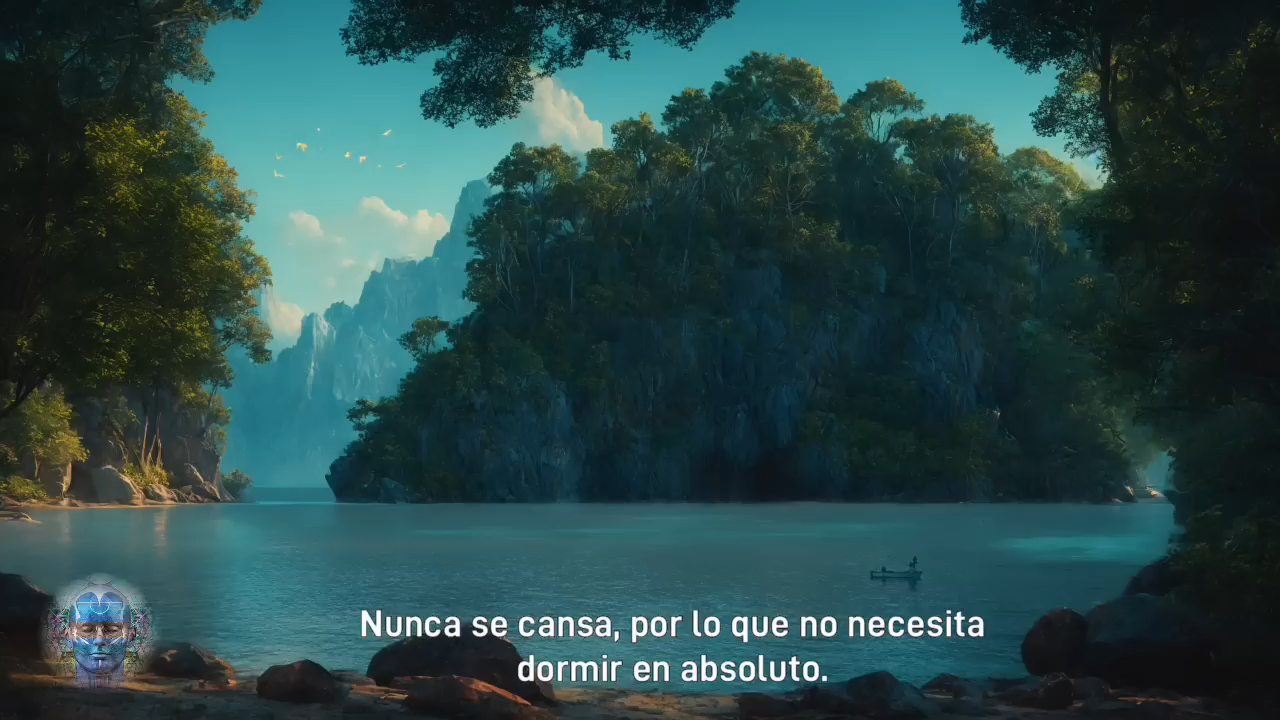 Nunca se cansa, por lo que no necesita
dormir en absoluto.